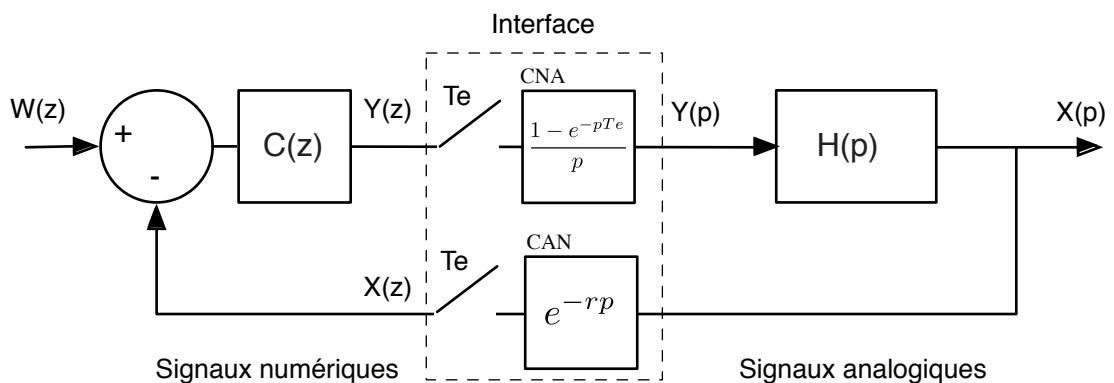 Interface
W(z)
+
-
C(z)
Y(z)
Te
CNA
1 − e^{−pTe}
p
Y(p)
H(p)
X(p)
X(z)
Te
CAN
e^{−rp}
Signaux numériques
Signaux analogiques